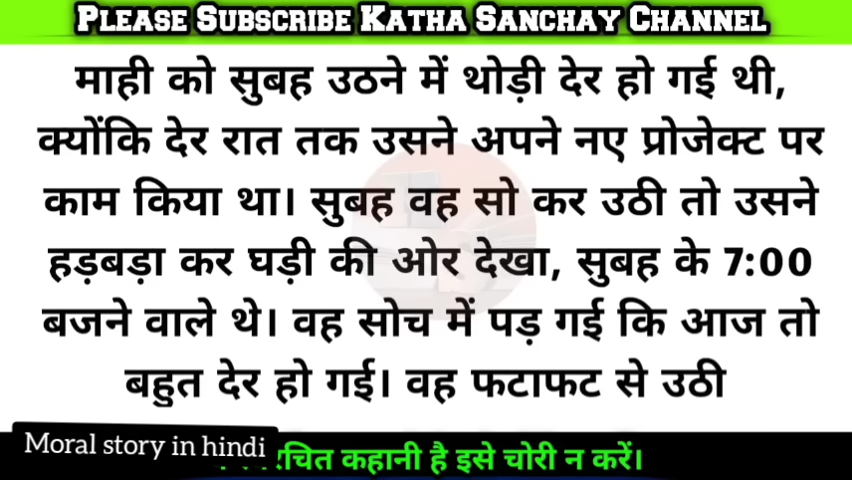 PLEASE SUBSCRIBE KATHA SANCHAY CHANNEL
माही को सुबह उठने में थोड़ी देर हो गई थी,
क्योंकि देर रात तक उसने अपने नए प्रोजेक्ट पर
काम किया था। सुबह वह सो कर उठी तो उसने
हड़बड़ा कर घड़ी की ओर देखा, सुबह के 7:00
बजने वाले थे। वह सोच में पड़ गई कि आज तो
बहुत देर हो गई। वह फटाफट से उठी
Moral story in hindi
कहानी है इसे चोरी न करें।